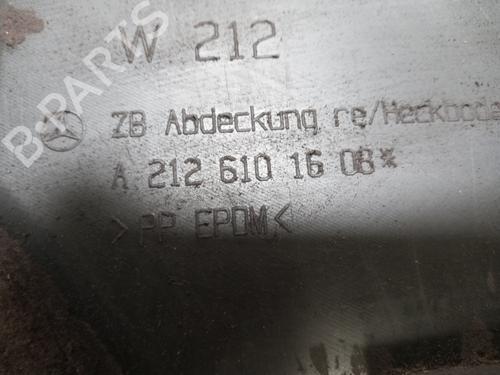 W 212
ZB Abdeckung re/Heckbode
A 212 610 16 08*
>PP EPDM<
B-PARTS